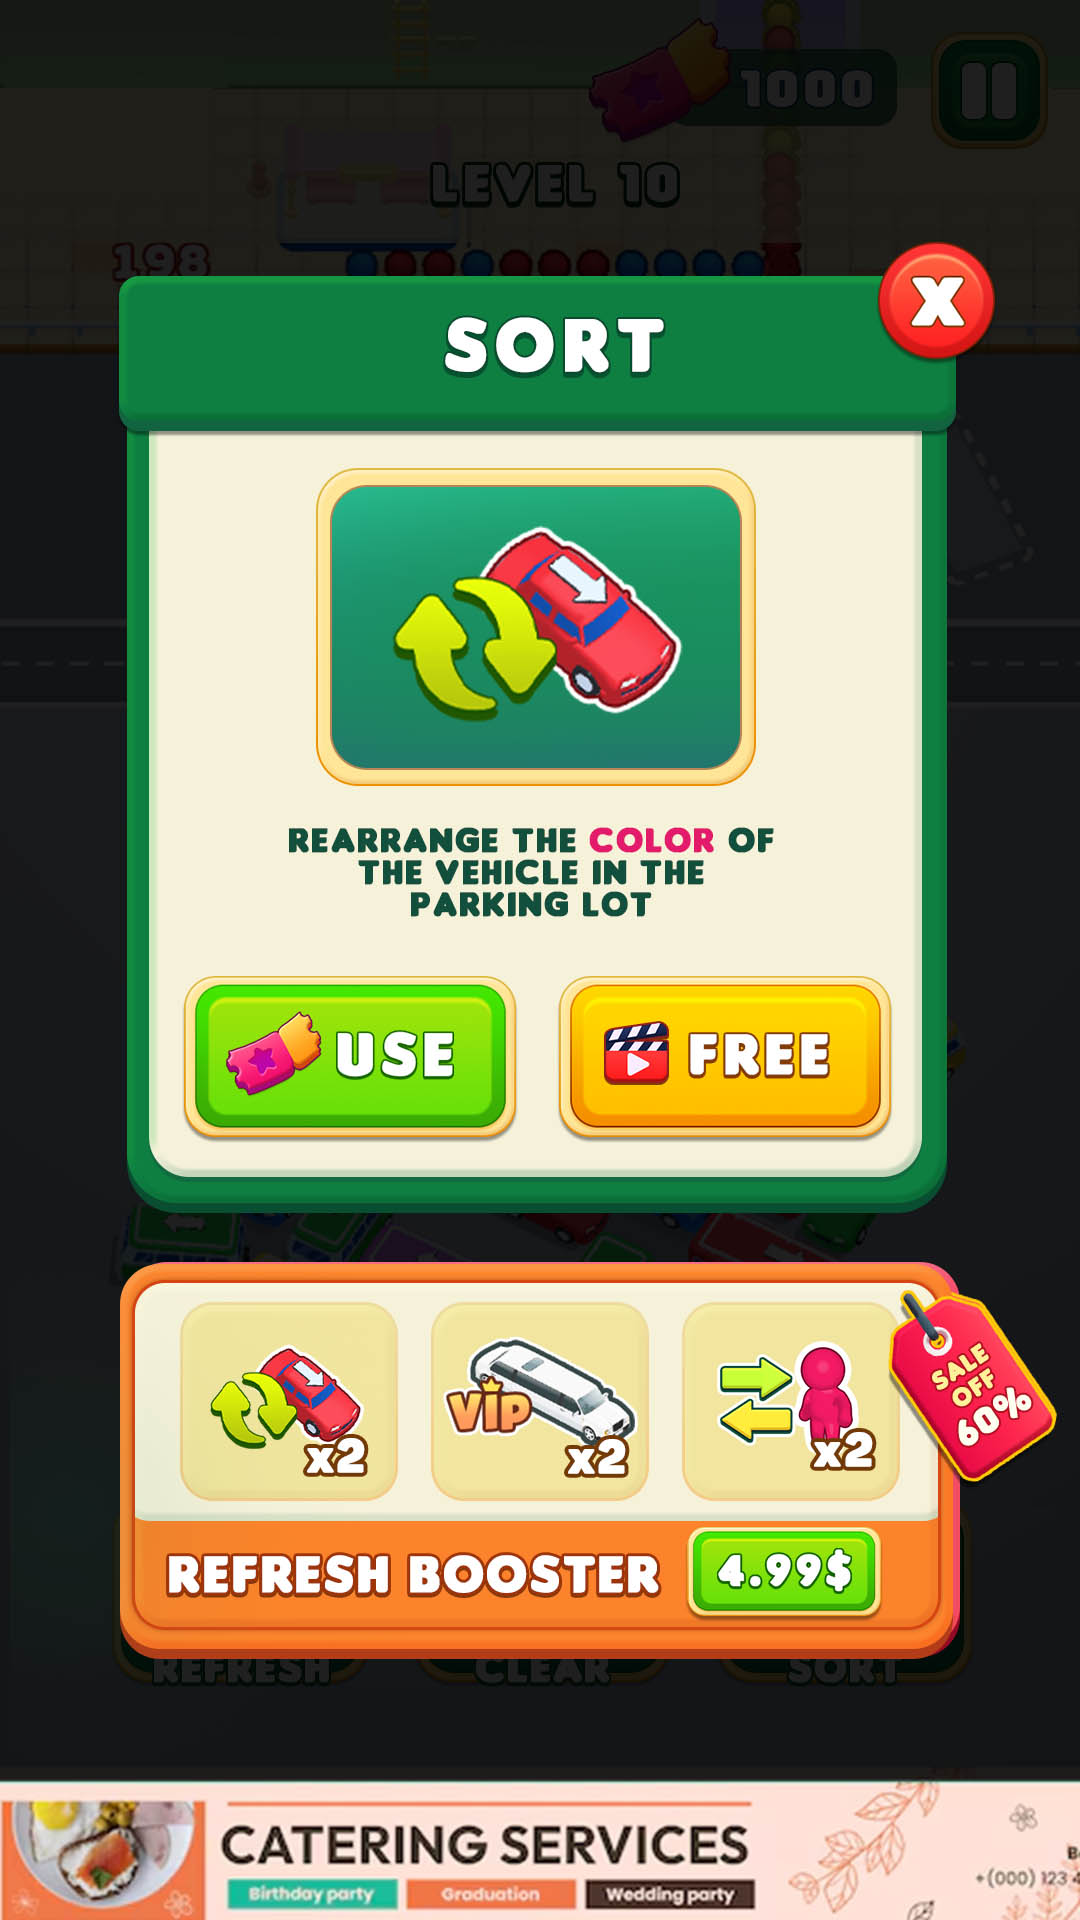 1000
LEVEL 10
198
SORT
X
REARRANGE THE COLOR OF
THE VEHICLE IN THE
PARKING LOT
USE
FREE
SALE
OFF
60%
x2
VIP
x2
x2
REFRESH BOOSTER
4.99$
REFRESH
CLEAR
SORT
CATERING SERVICES
Birthday party
Graduation
Wedding party
+(000) 123 4